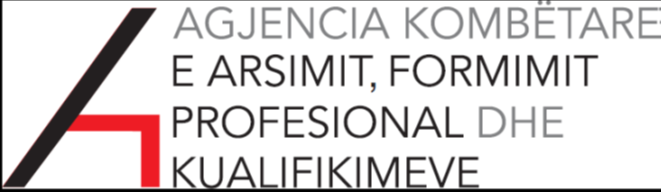 AGJENCIA KOMBËTARE
E ARSIMIT, FORMIMIT
PROFESIONAL DHE
KUALIFIKIMEVE